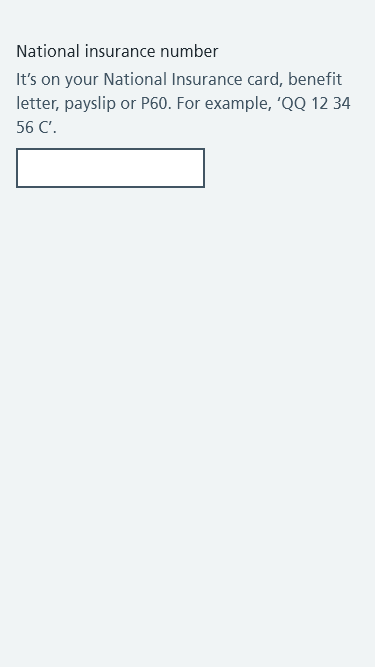 National insurance number
It’s on your National Insurance card, benefit
letter, payslip or P60. For example, ‘QQ 12 34
56 C’.